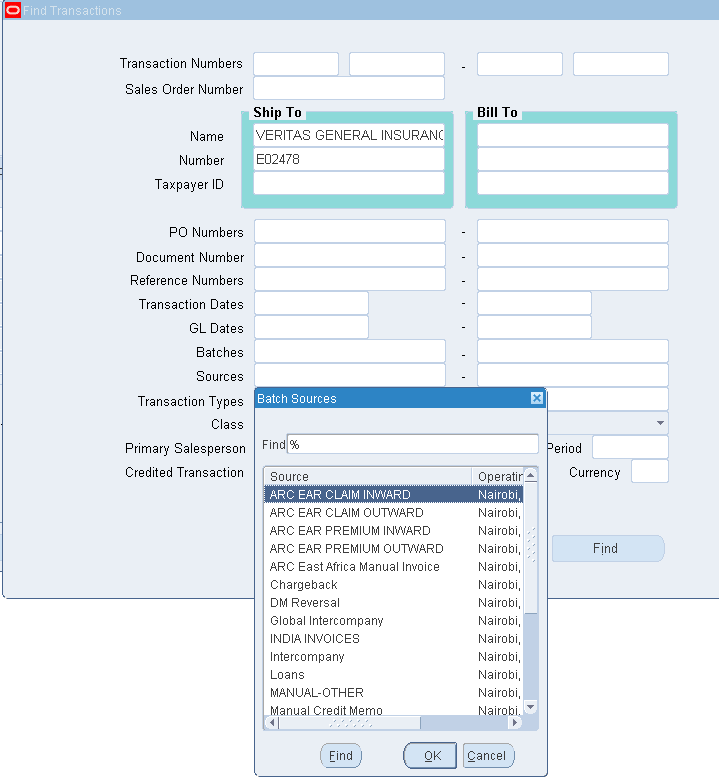 Find Transactions
Transaction Numbers -
Sales Order Number
Ship To Bill To
Name VERITAS GENERAL INSURANC
Number E02478
Taxpayer ID
PO Numbers -
Document Number -
Reference Numbers -
Transaction Dates -
GL Dates -
Batches -
Sources -
Transaction Types
Class
Primary Salesperson Period
Credited Transaction Currency
Find
Batch Sources
Find %
Source Operatin
ARC EAR CLAIM INWARD Nairobi,
ARC EAR CLAIM OUTWARD Nairobi,
ARC EAR PREMIUM INWARD Nairobi,
ARC EAR PREMIUM OUTWARD Nairobi,
ARC East Africa Manual Invoice Nairobi,
Chargeback Nairobi,
DM Reversal Nairobi,
Global Intercompany Nairobi,
INDIA INVOICES Nairobi,
Intercompany Nairobi,
Loans Nairobi,
MANUAL-OTHER Nairobi,
Manual Credit Memo Nairobi,
Find OK Cancel